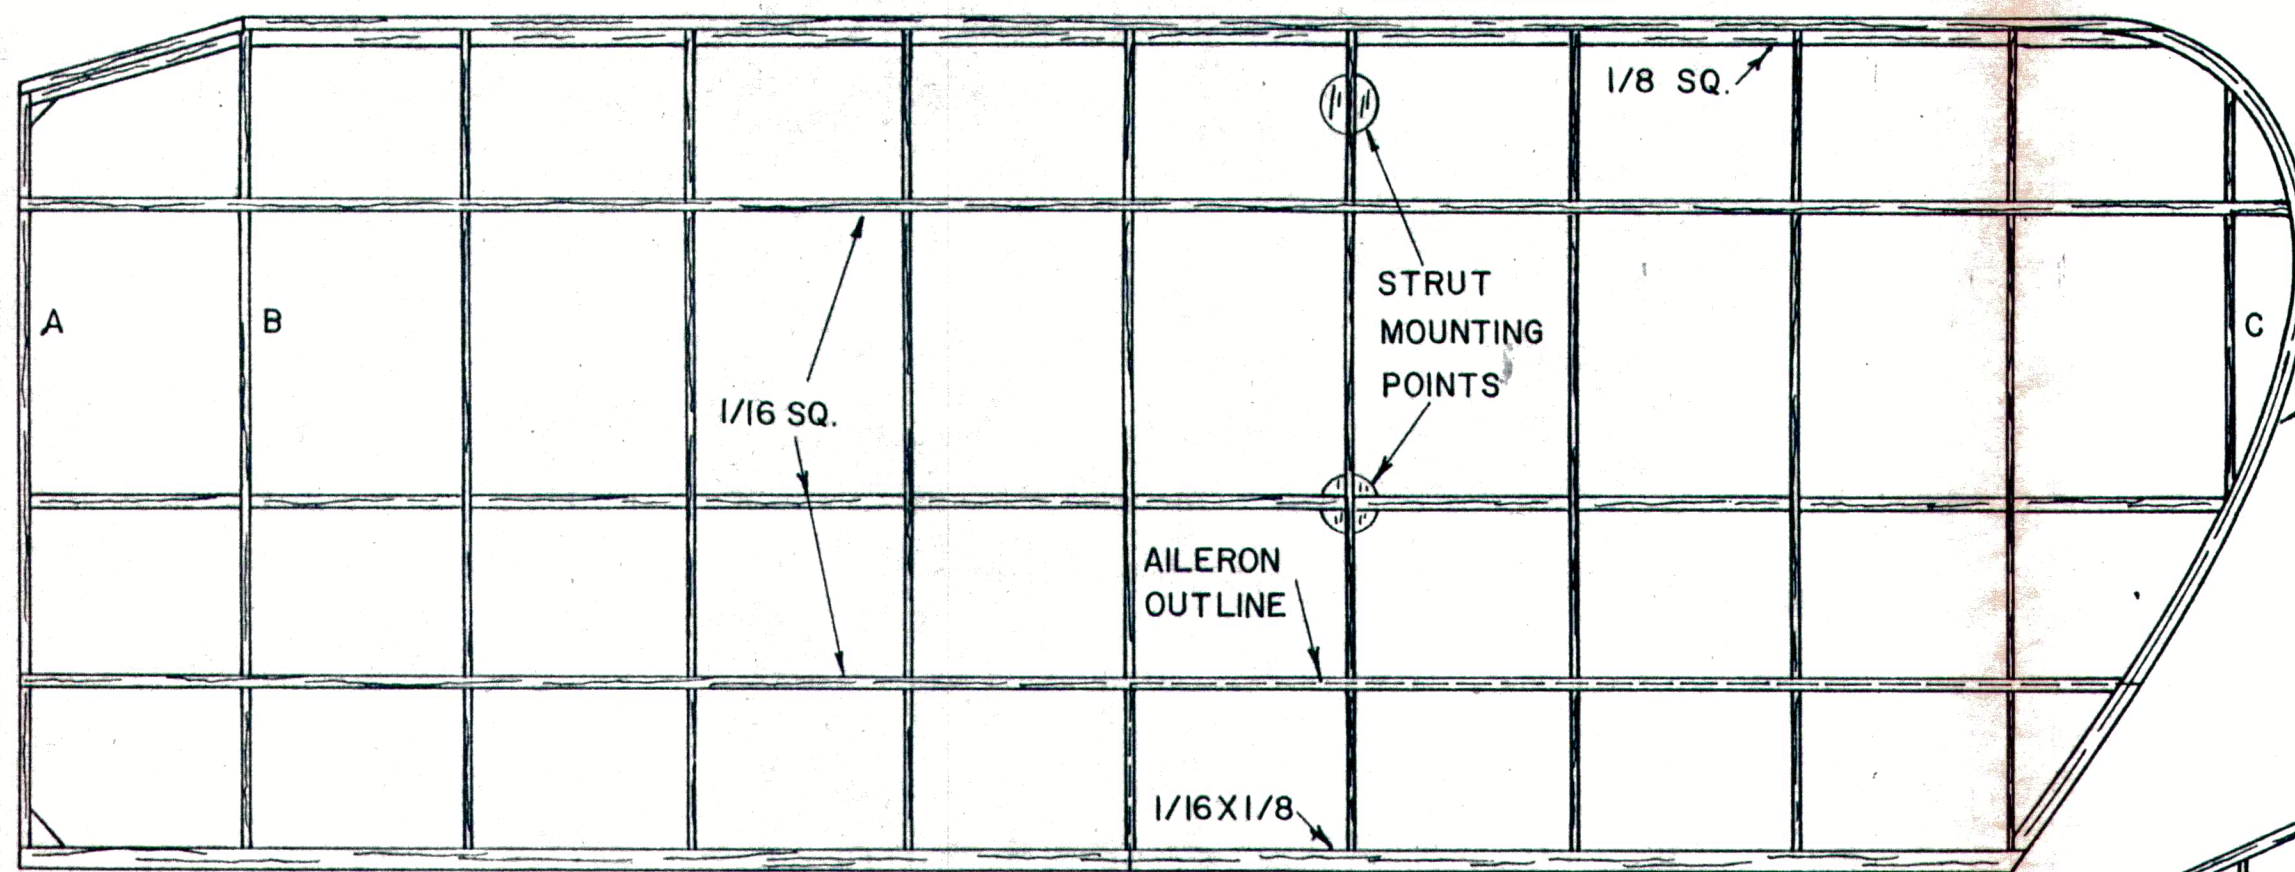 1/8 SQ.
STRUT
MOUNTING
POINTS
A
B
C
1/16 SQ.
AILERON
OUTLINE
1/16X1/8